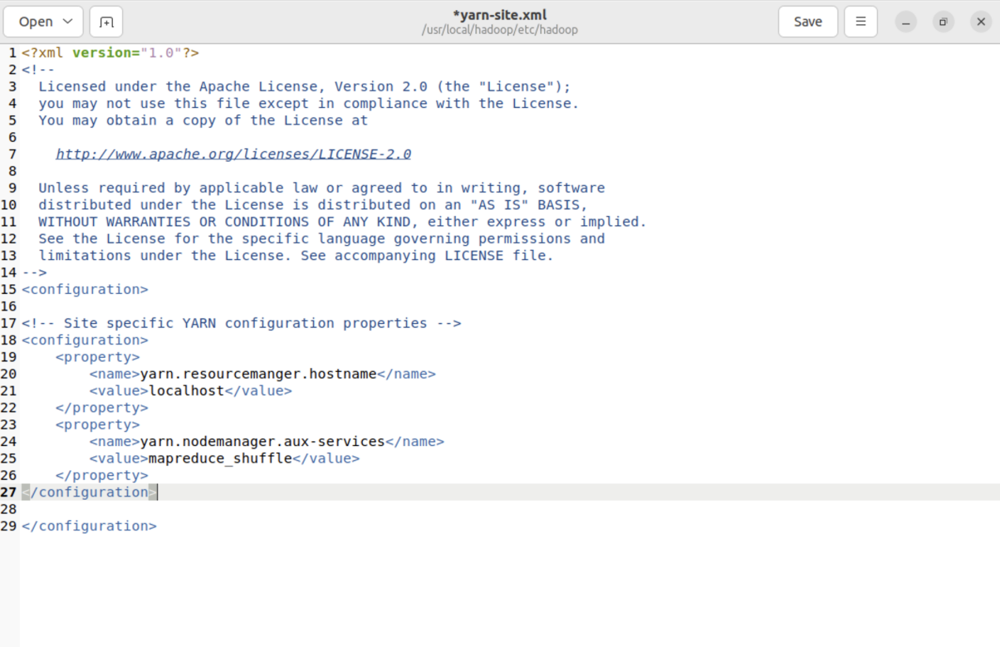 Open
*yarn-site.xml
/usr/local/hadoop/etc/hadoop
Save
1 <?xml version="1.0"?>
2 <!--
3   Licensed under the Apache License, Version 2.0 (the "License");
4   you may not use this file except in compliance with the License.
5   You may obtain a copy of the License at
6
7     http://www.apache.org/licenses/LICENSE-2.0
8
9   Unless required by applicable law or agreed to in writing, software
10   distributed under the License is distributed on an "AS IS" BASIS,
11   WITHOUT WARRANTIES OR CONDITIONS OF ANY KIND, either express or implied.
12   See the License for the specific language governing permissions and
13   limitations under the License. See accompanying LICENSE file.
14 -->
15 <configuration>
16
17 <!-- Site specific YARN configuration properties -->
18 <configuration>
19     <property>
20         <name>yarn.resourcemanger.hostname</name>
21         <value>localhost</value>
22     </property>
23     <property>
24         <name>yarn.nodemanager.aux-services</name>
25         <value>mapreduce_shuffle</value>
26     </property>
27 </configuration>
28
29 </configuration>